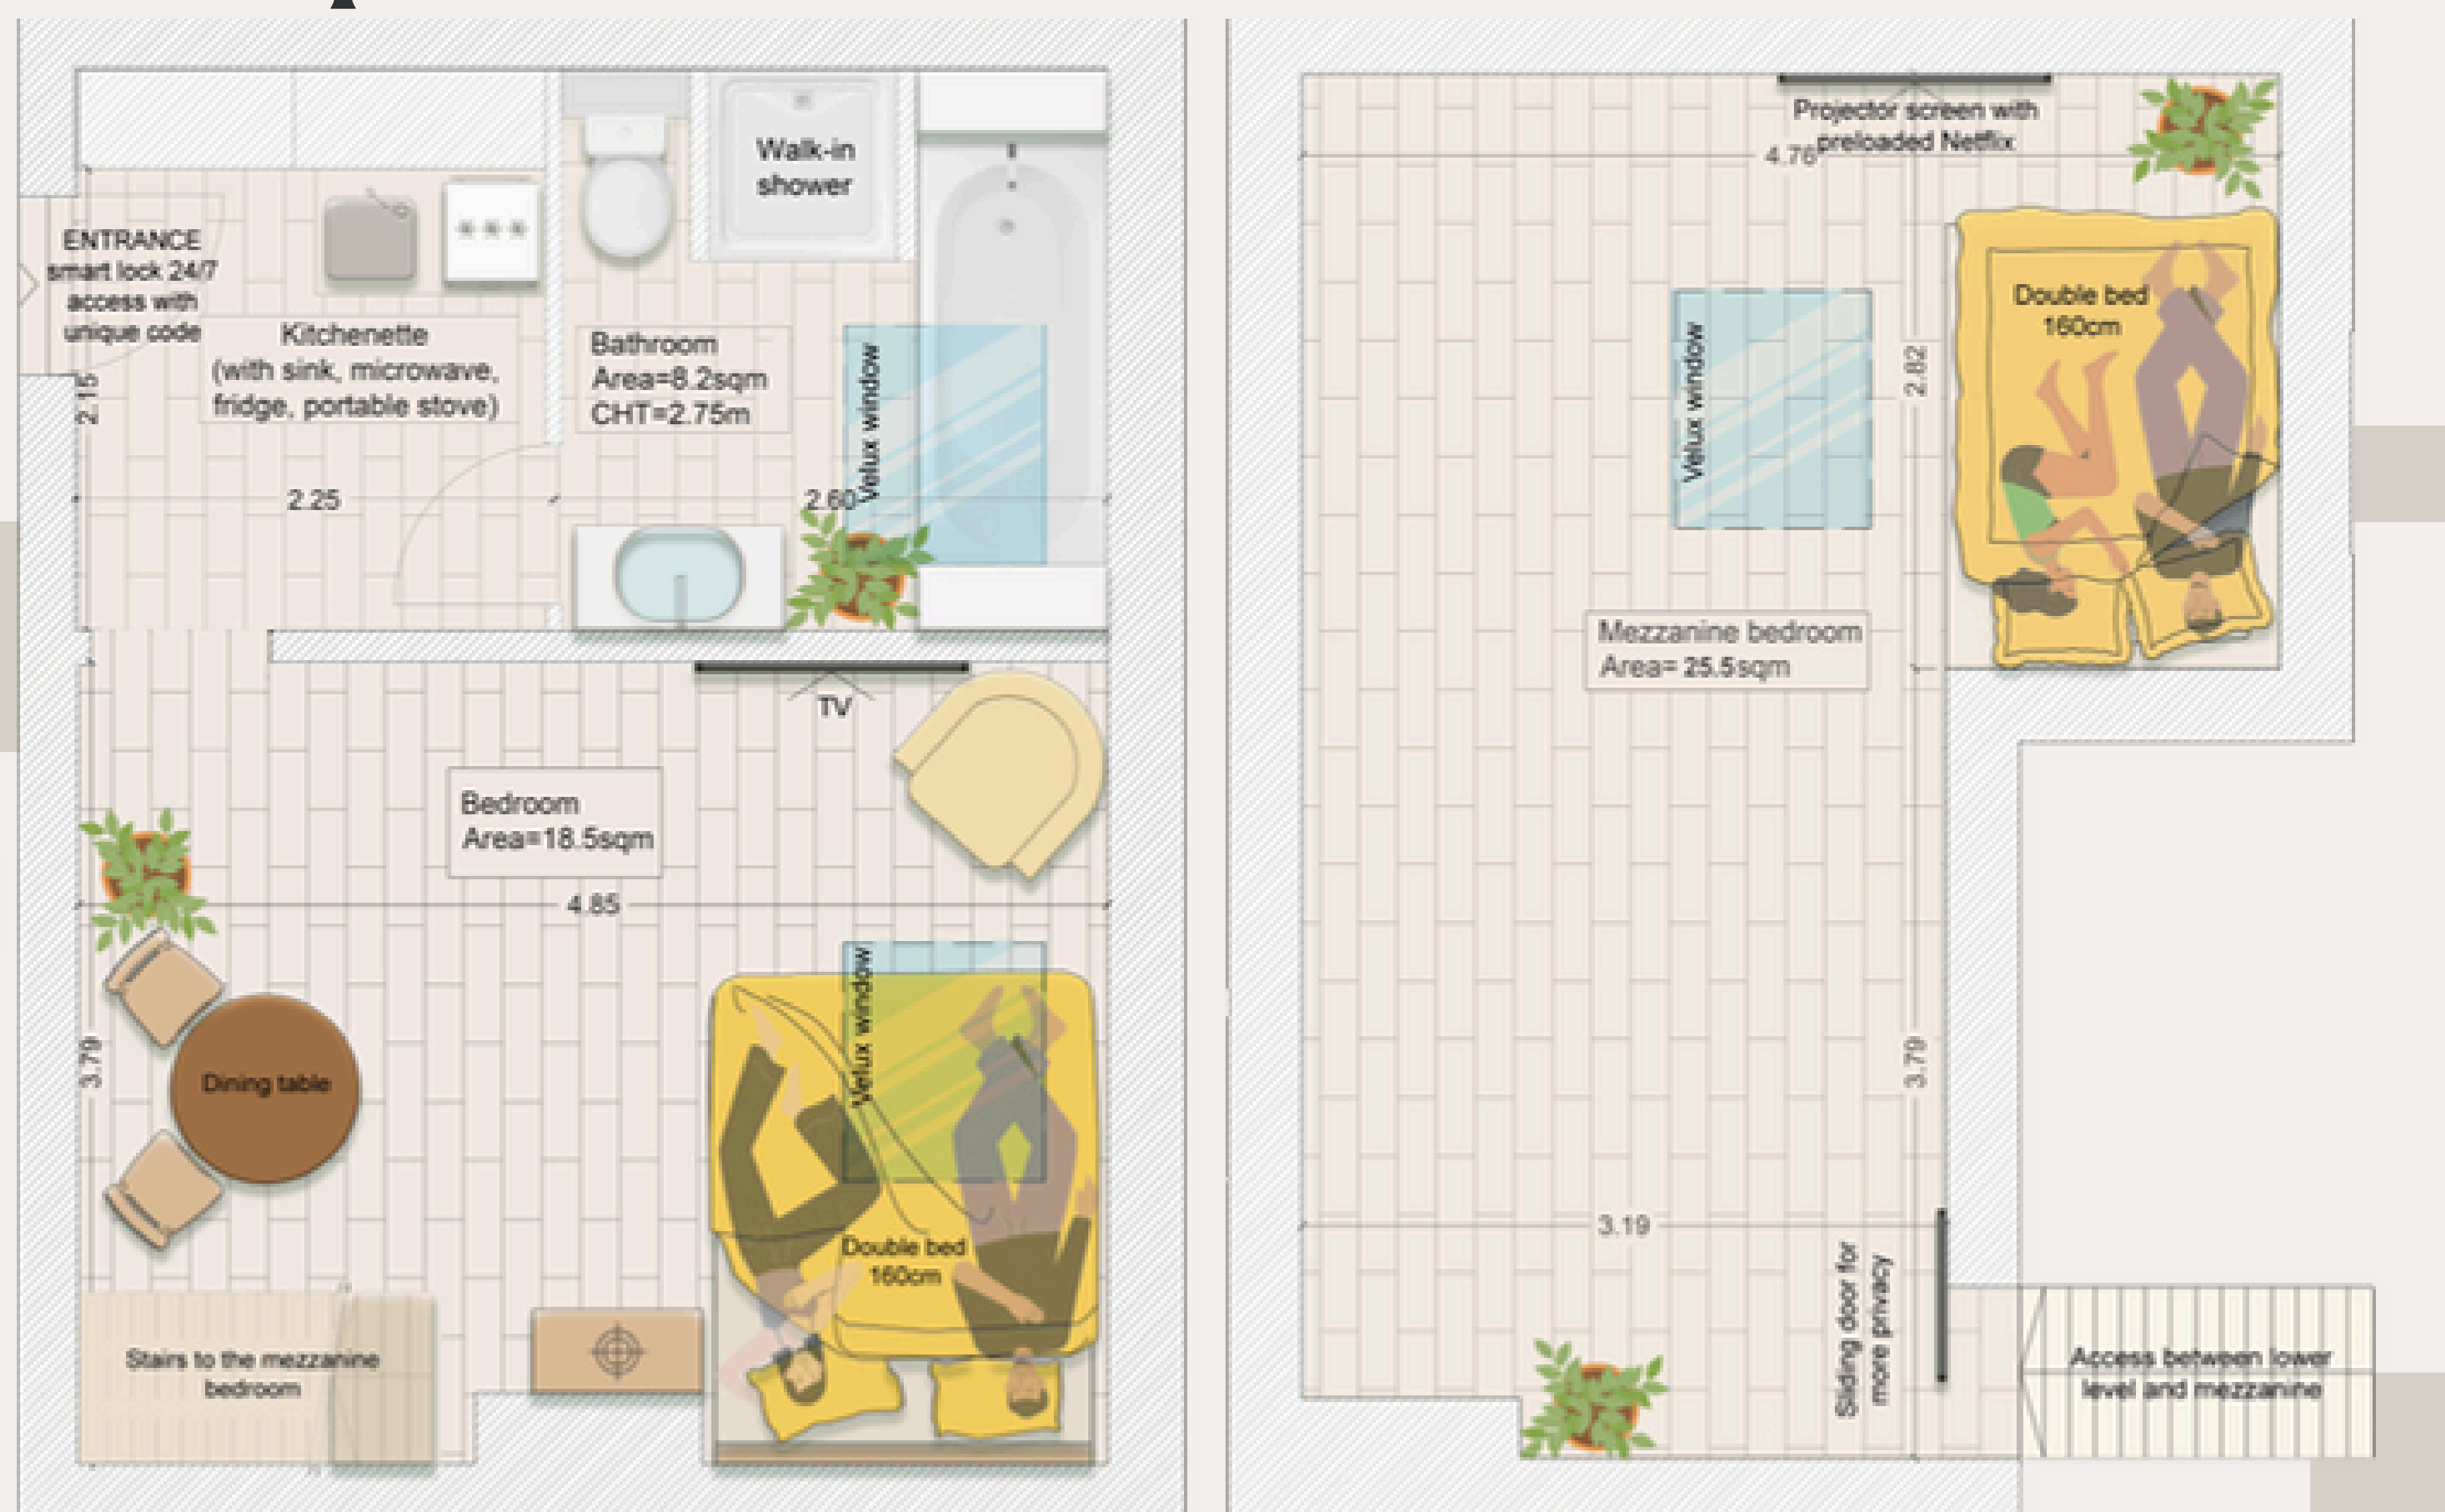 Walk-in
shower
ENTRANCE
smart lock 24/7
access with
unique code
Kitchenette
(with sink, microwave,
fridge, portable stove)
Bathroom
Area=8.2sqm
CHT=2.75m
Velux window
2.15
2.25
2.60
TV
Bedroom
Area=18.5sqm
4.85
Velux window
3.79
Dining table
Double bed
160cm
Stairs to the mezzanine
bedroom
Projector screen with
preloaded Netflix
4.76
Double bed
160cm
Velux window
2.82
Mezzanine bedroom
Area= 25.5sqm
3.79
3.19
Sliding door for
more privacy
Access between lower
level and mezzanine